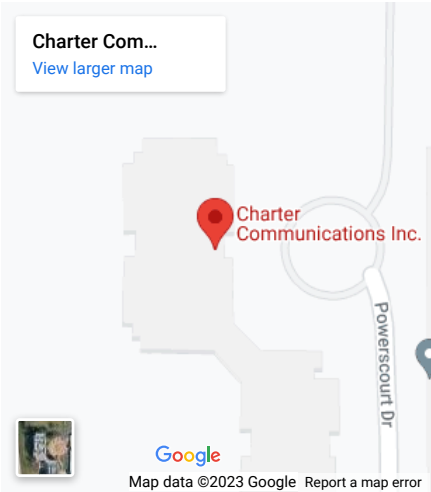 Charter Com...
View larger map
Charter
Communications Inc.
Powerscourt Dr
Google
Map data ©2023 Google
Report a map error